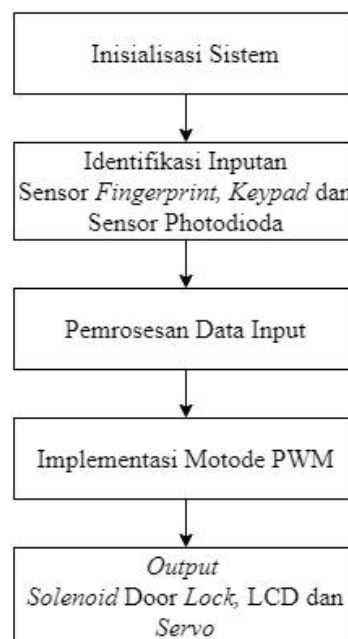 Inisialisasi Sistem
Identifikasi Inputan
Sensor Fingerprint, Keypad dan
Sensor Photodioda
Pemrosesan Data Input
Implementasi Motode PWM
Output
Solenoid Door Lock, LCD dan
Servo